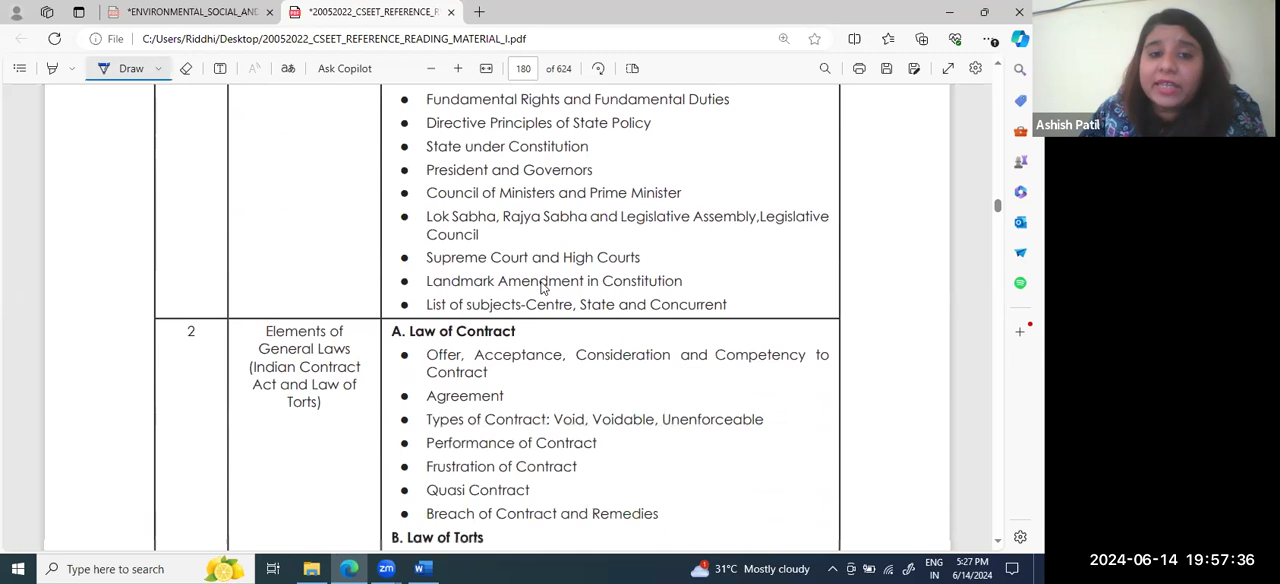 *ENVIRONMENTAL_SOCIAL_AND
*20052022_CSEET_REFERENCE_R
File
C:/Users/Riddhi/Desktop/20052022_CSEET_REFERENCE_READING_MATERIAL_I.pdf
Draw
Ask Copilot
180 of 624
Ashish Patil
● Fundamental Rights and Fundamental Duties
● Directive Principles of State Policy
● State under Constitution
● President and Governors
● Council of Ministers and Prime Minister
● Lok Sabha, Rajya Sabha and Legislative Assembly,Legislative
Council
● Supreme Court and High Courts
● Landmark Amendment in Constitution
● List of subjects-Centre, State and Concurrent
2
Elements of
General Laws
(Indian Contract
Act and Law of
Torts)
A. Law of Contract
● Offer, Acceptance, Consideration and Competency to
Contract
● Agreement
● Types of Contract: Void, Voidable, Unenforceable
● Performance of Contract
● Frustration of Contract
● Quasi Contract
● Breach of Contract and Remedies
B. Law of Torts
2024-06-14 19:57:36
Type here to search
zm
31°C Mostly cloudy
ENG
IN
5:27 PM
6/14/2024